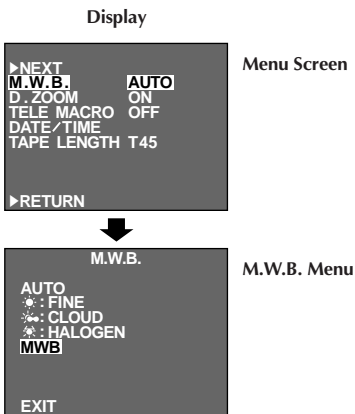 Display
▶NEXT
M.W.B. AUTO
D.ZOOM ON
TELE MACRO OFF
DATE/TIME
TAPE LENGTH T45
▶RETURN
Menu Screen
M.W.B.
AUTO
: FINE
: CLOUD
: HALOGEN
MWB
EXIT
M.W.B. Menu